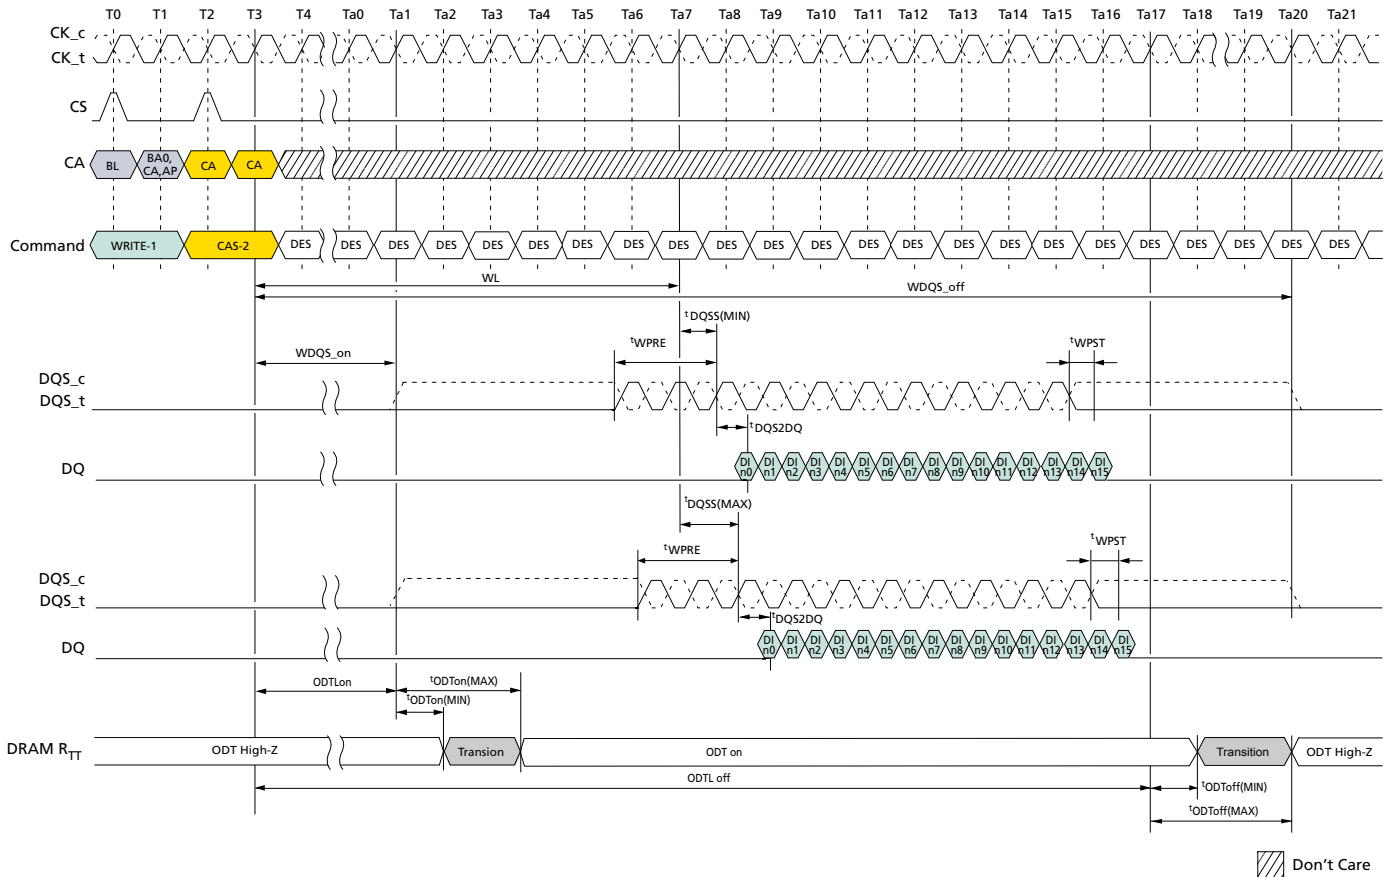 T0 T1 T2 T3 T4 Ta0 Ta1 Ta2 Ta3 Ta4 Ta5 Ta6 Ta7 Ta8 Ta9 Ta10 Ta11 Ta12 Ta13 Ta14 Ta15 Ta16 Ta17 Ta18 Ta19 Ta20 Ta21
CK_c
CK_t
CS
CA BL BA0, CA, AP CA CA
Command WRITE-1 CAS-2 DES DES DES DES DES DES DES DES DES DES DES DES DES DES DES DES DES DES DES DES DES DES DES
WL
WDQS_off
tDQSS(MIN)
WDQS_on tWPRE tWPST
DQS_c
DQS_t
tDQS2DQ
DQ DI n0 DI n1 DI n2 DI n3 DI n4 DI n5 DI n6 DI n7 DI n8 DI n9 DI n10 DI n11 DI n12 DI n13 DI n14 DI n15
tDQSS(MAX)
tWPRE tWPST
DQS_c
DQS_t
tDQS2DQ
DQ DI n0 DI n1 DI n2 DI n3 DI n4 DI n5 DI n6 DI n7 DI n8 DI n9 DI n10 DI n11 DI n12 DI n13 DI n14 DI n15
ODTLon tODTon(MAX)
tODTon(MIN)
DRAM RTT ODT High-Z Transion ODT on Transition ODT High-Z
ODTL off tODToff(MIN)
tODToff(MAX)
Don't Care